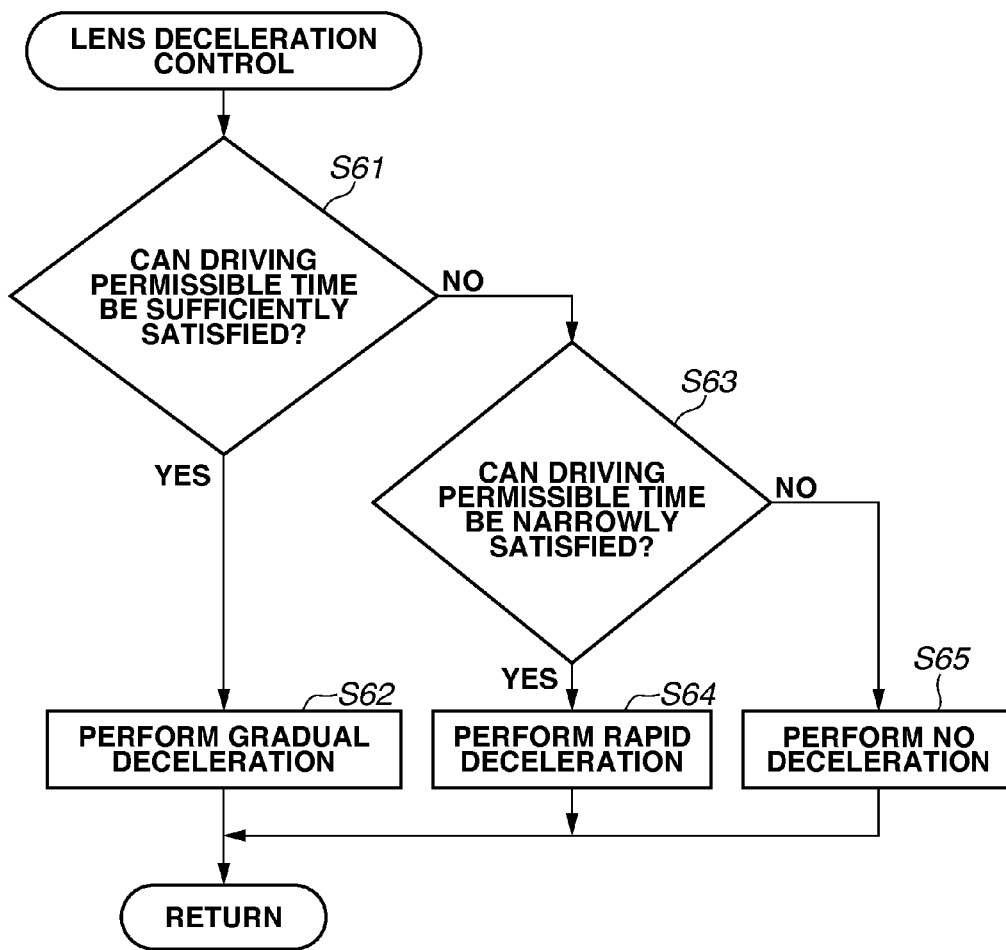 LENS DECELERATION
CONTROL
S61
CAN DRIVING
PERMISSIBLE TIME
BE SUFFICIENTLY
SATISFIED?
NO
YES
S63
CAN DRIVING
PERMISSIBLE TIME
BE NARROWLY
SATISFIED?
NO
YES
S62
PERFORM GRADUAL
DECELERATION
S64
PERFORM RAPID
DECELERATION
S65
PERFORM NO
DECELERATION
RETURN